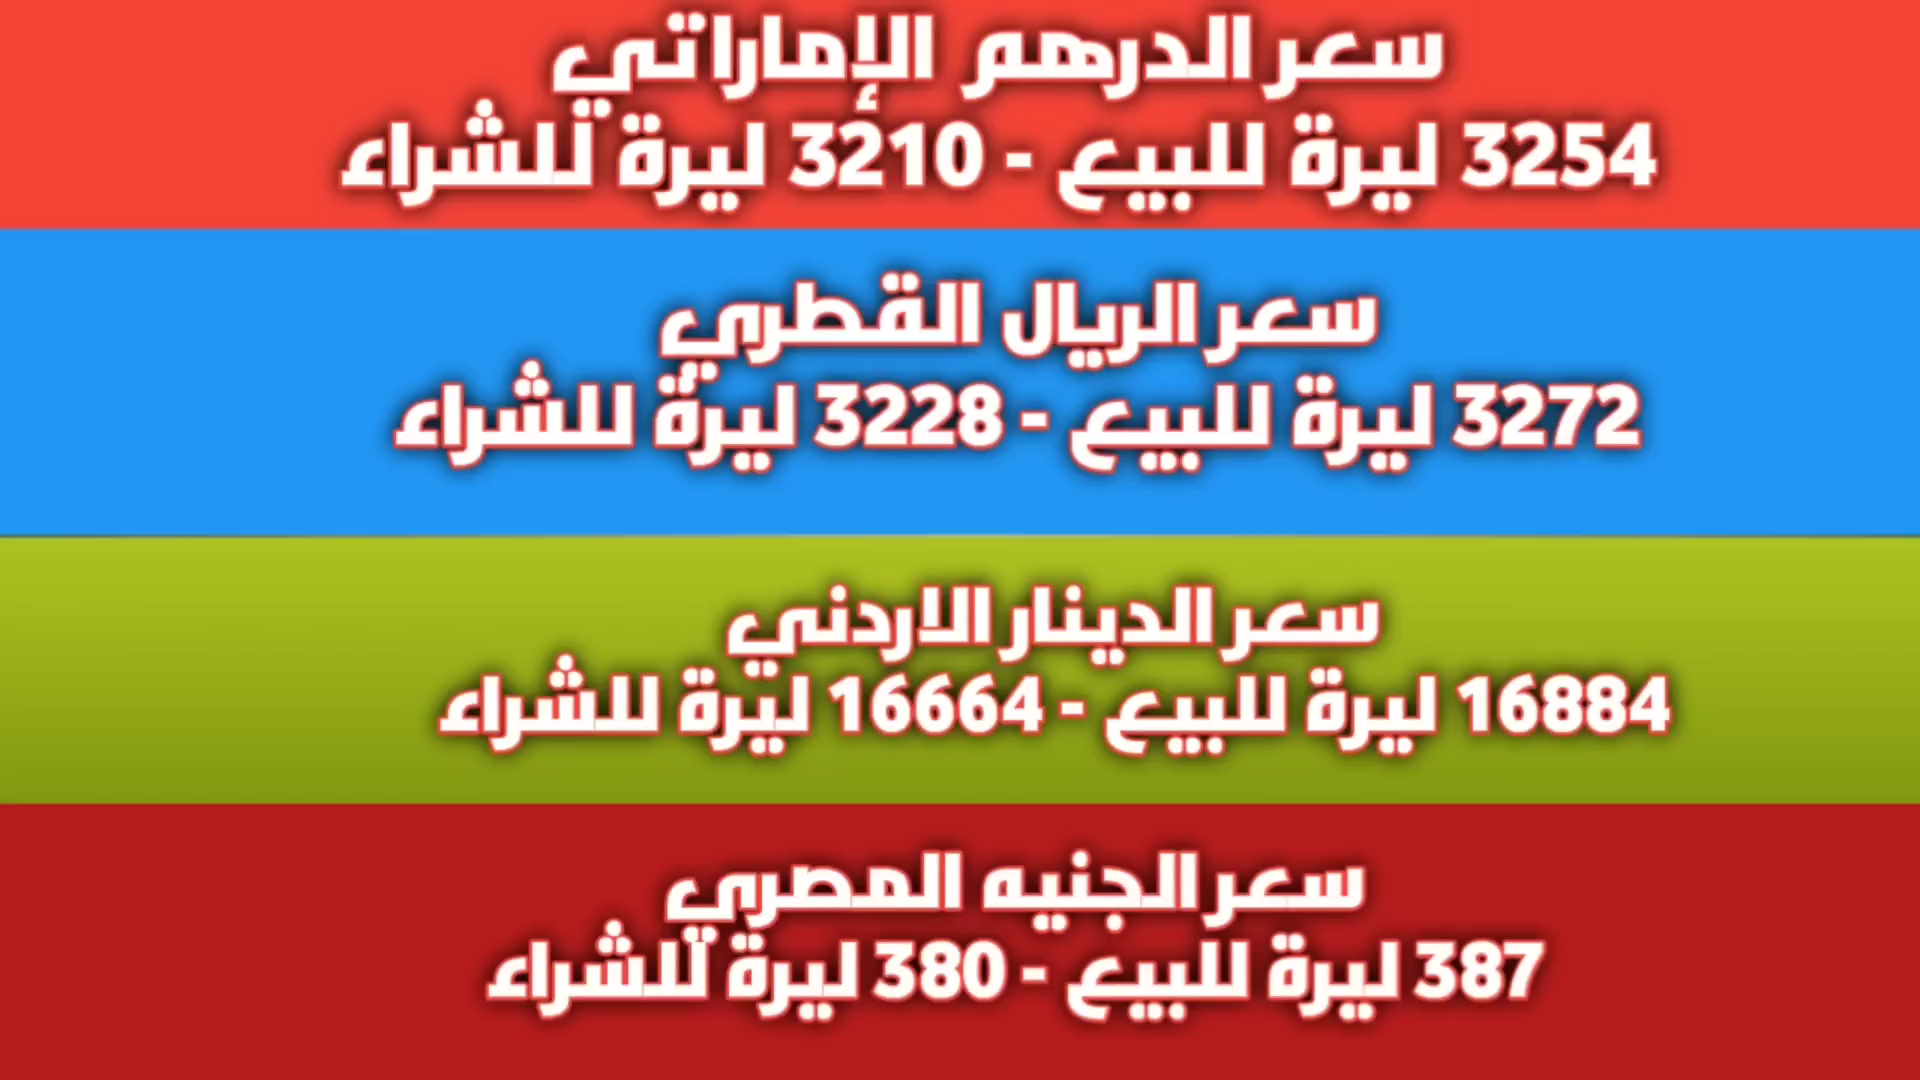 سعر الدرهم الإماراتي
3254 ليرة للبيع - 3210 ليرة للشراء
سعر الريال القطري
3272 ليرة للبيع - 3228 ليرة للشراء
سعر الدينار الاردني
16884 ليرة للبيع - 16664 ليرة للشراء
سعر الجنيه المصري
387 ليرة للبيع - 380 ليرة للشراء